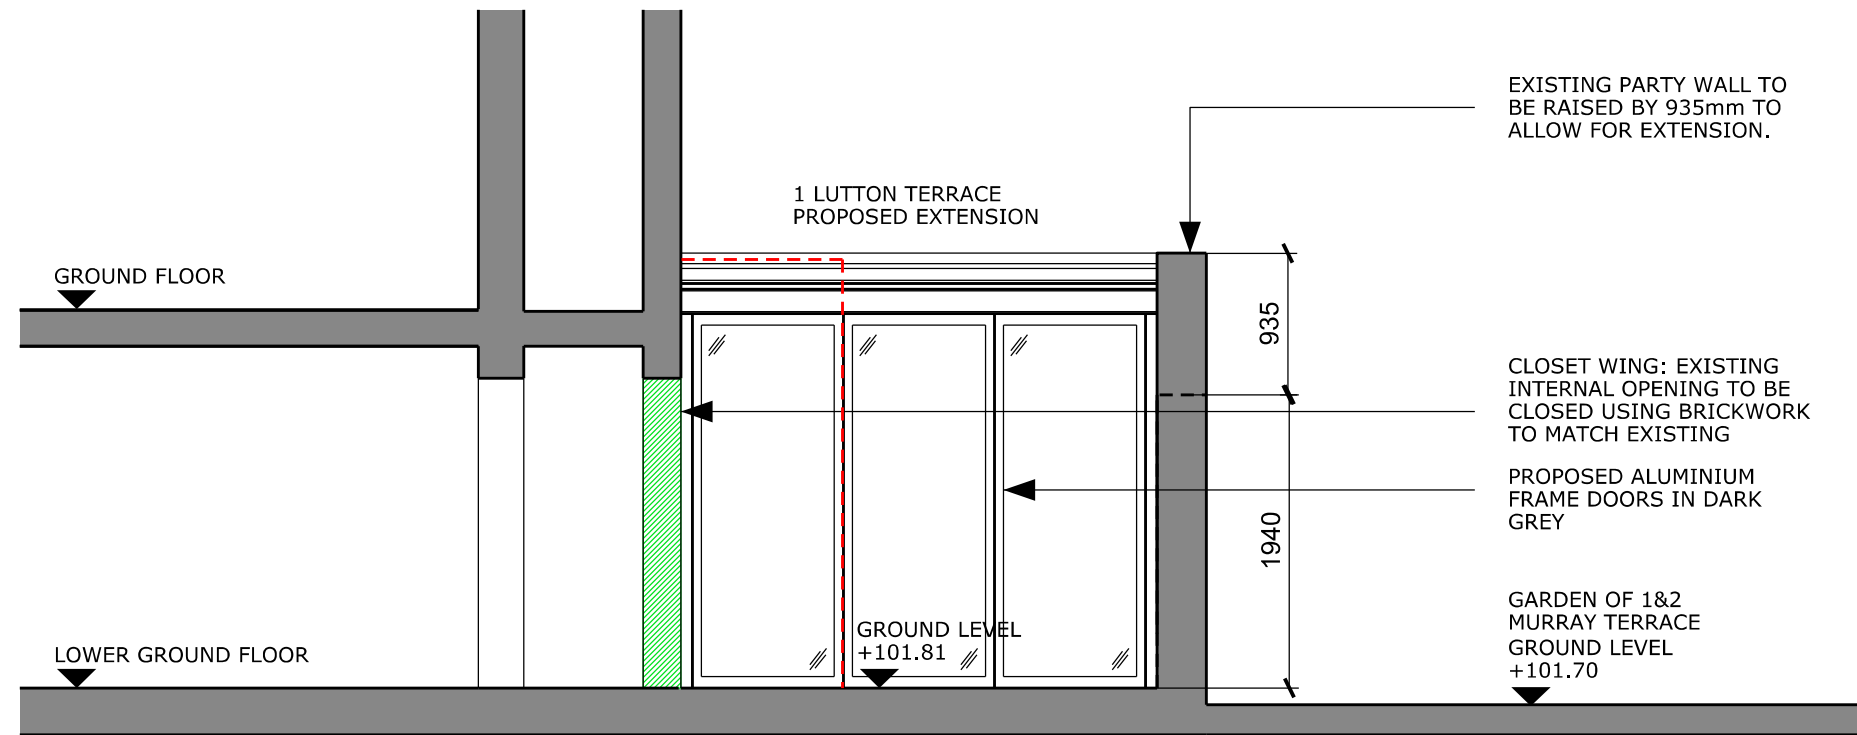 EXISTING PARTY WALL TO
BE RAISED BY 935mm TO
ALLOW FOR EXTENSION.
1 LUTTON TERRACE
PROPOSED EXTENSION
GROUND FLOOR
935
CLOSET WING: EXISTING
INTERNAL OPENING TO BE
CLOSED USING BRICKWORK
TO MATCH EXISTING
PROPOSED ALUMINIUM
FRAME DOORS IN DARK
GREY
1940
GARDEN OF 1&2
MURRAY TERRACE
GROUND LEVEL
+101.70
GROUND LEVEL
+101.81
LOWER GROUND FLOOR